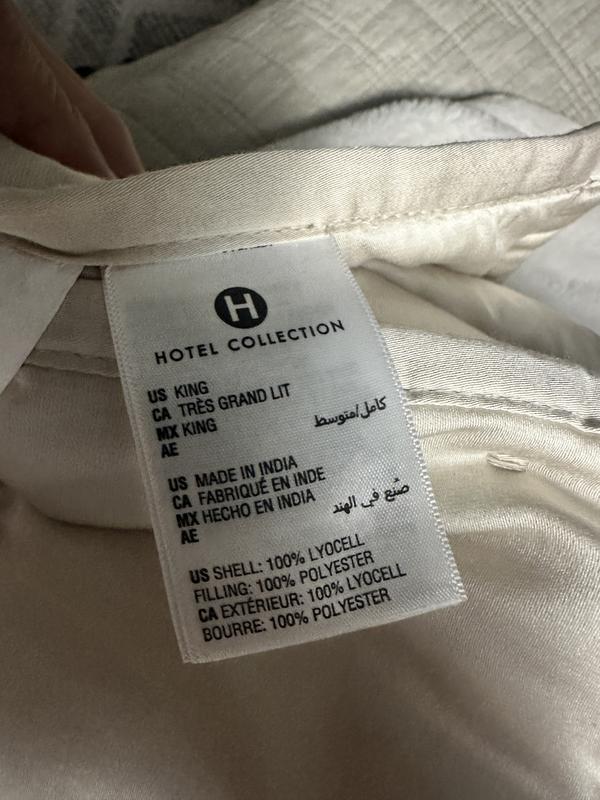 H
HOTEL COLLECTION
US KING
CA TRÈS GRAND LIT
MX KING
AE كامل/متوسط
US MADE IN INDIA
CA FABRIQUÉ EN INDE
MX HECHO EN INDIA
AE صُنع في الهند
US SHELL: 100% LYOCELL
FILLING: 100% POLYESTER
CA EXTÉRIEUR: 100% LYOCELL
BOURRE: 100% POLYESTER